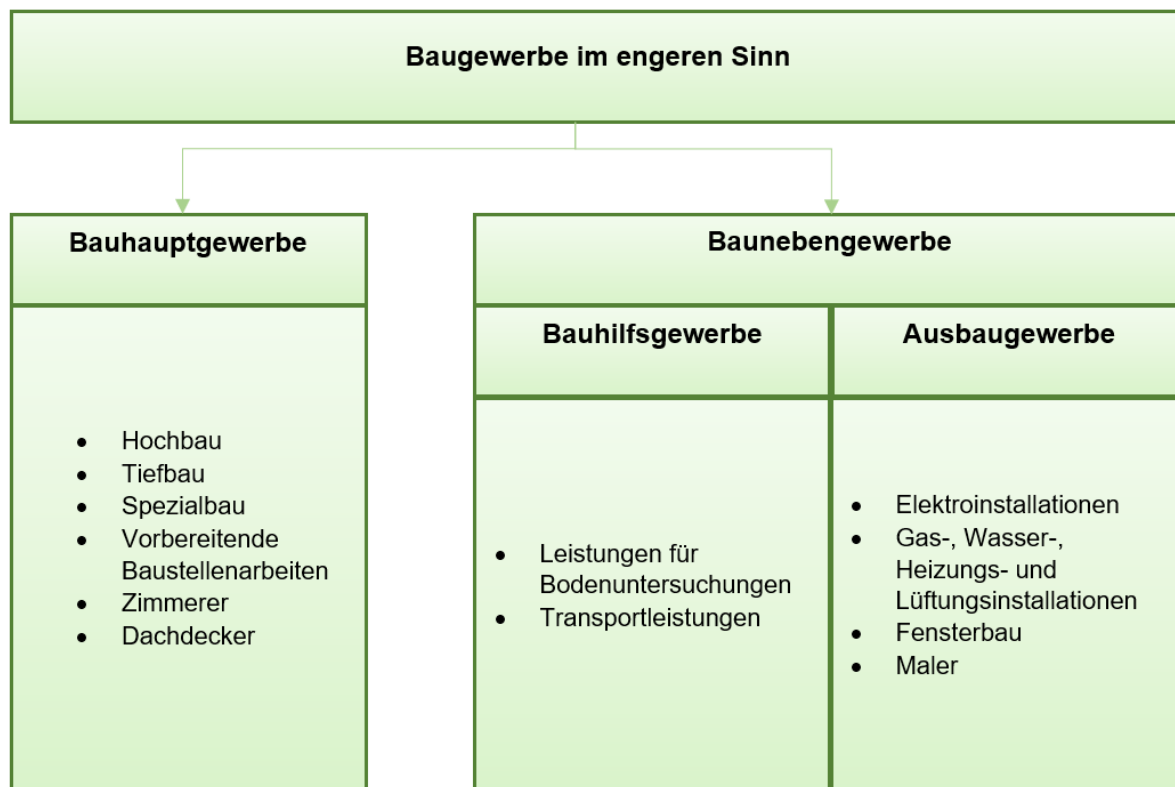 Baugewerbe im engeren Sinn
Bauhauptgewerbe
• Hochbau
• Tiefbau
• Spezialbau
• Vorbereitende
Baustellenarbeiten
• Zimmerer
• Dachdecker
Baunebengewerbe
Bauhilfsgewerbe
• Leistungen für
Bodenuntersuchungen
• Transportleistungen
Ausbaugewerbe
• Elektroinstallationen
• Gas-, Wasser-,
Heizungs- und
Lüftungsinstallationen
• Fensterbau
• Maler